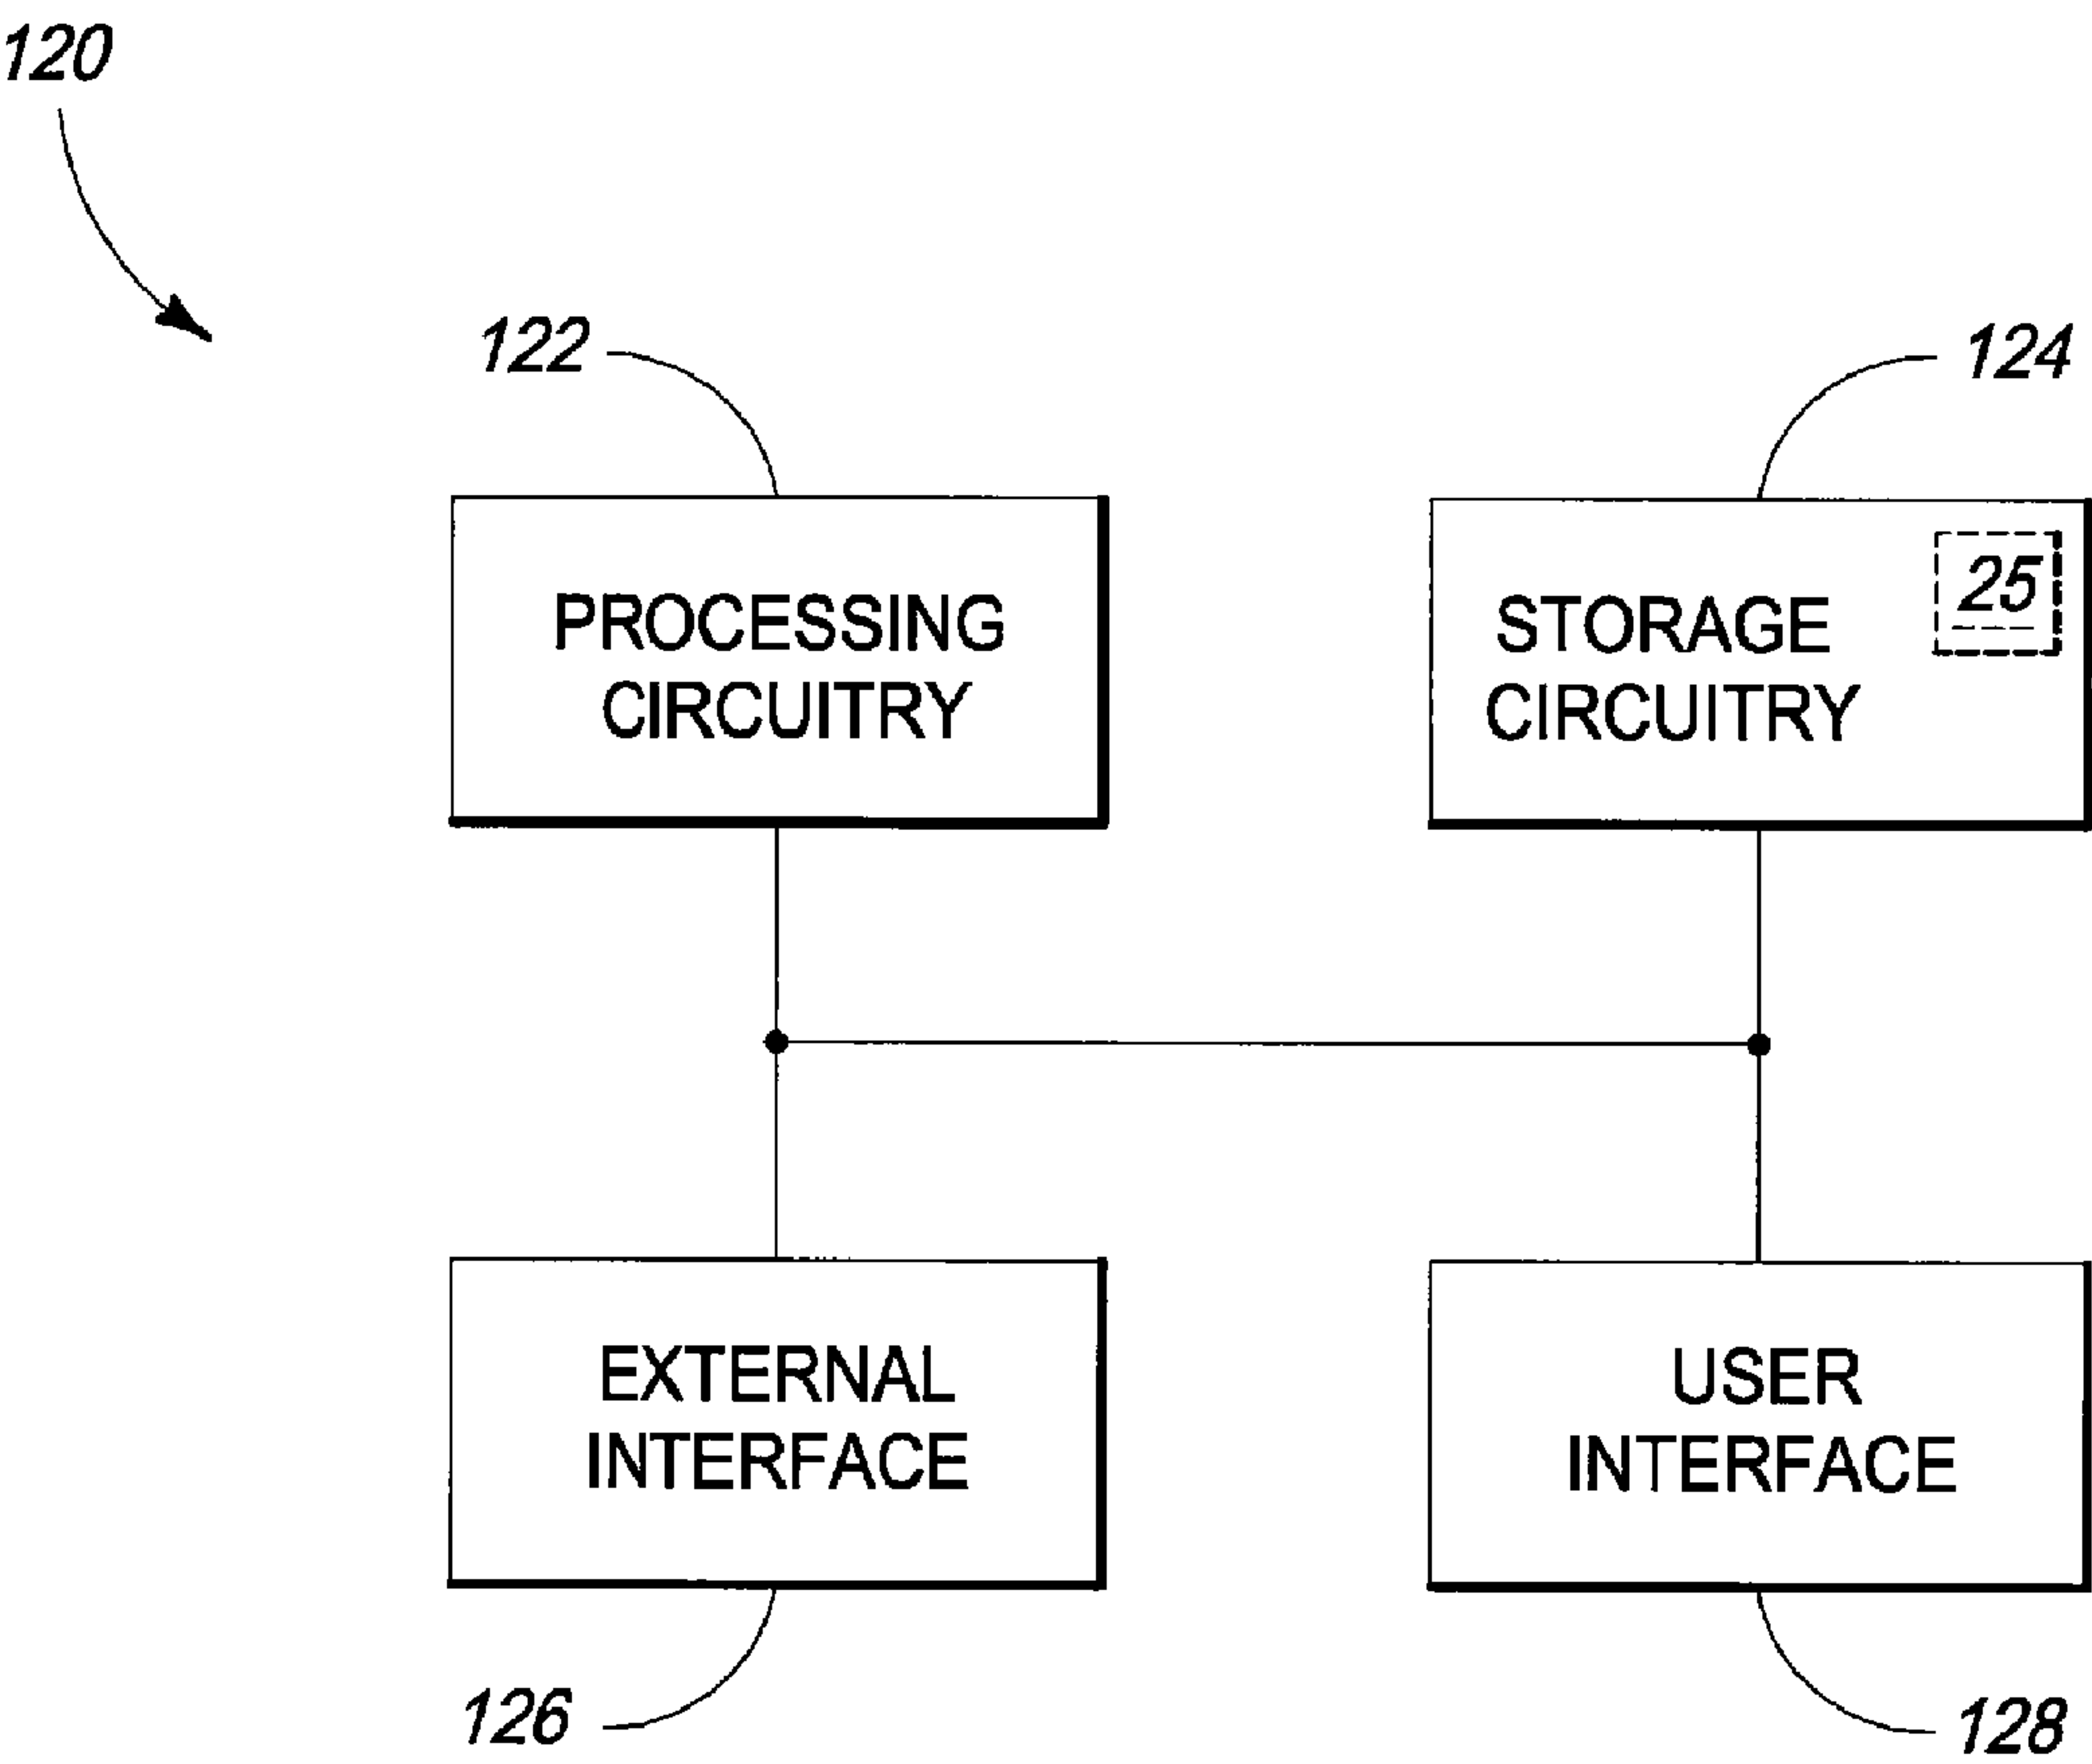 120
122
124
PROCESSING
CIRCUITRY
25
STORAGE
CIRCUITRY
EXTERNAL
INTERFACE
USER
INTERFACE
126
128